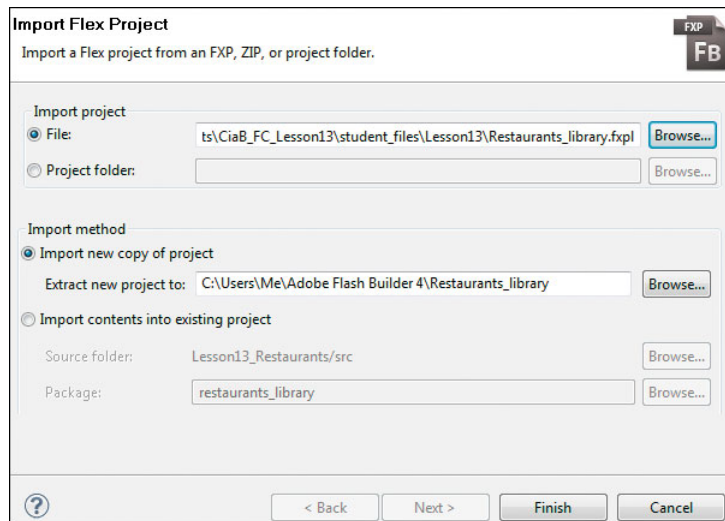 Import Flex Project
Import a Flex project from an FXP, ZIP, or project folder.
FXP
FB
Import project
File: ts\CiaB_FC_Lesson13\student_files\Lesson13\Restaurants_library.fxpl Browse...
Project folder: Browse...
Import method
Import new copy of project
Extract new project to: C:\Users\Me\Adobe Flash Builder 4\Restaurants_library Browse...
Import contents into existing project
Source folder: Lesson13_Restaurants/src Browse...
Package: restaurants_library Browse...
? < Back Next > Finish Cancel